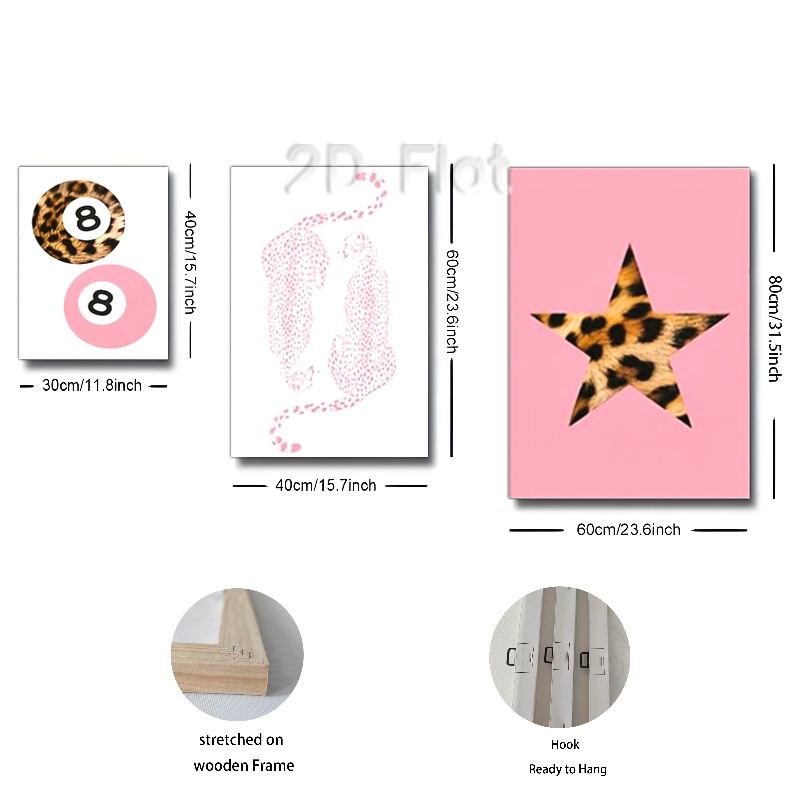 2D Flat
8
8
40cm/15.7inch
30cm/11.8inch
60cm/23.6inch
40cm/15.7inch
80cm/31.5inch
60cm/23.6inch
stretched on
wooden Frame
Hook
Ready to Hang